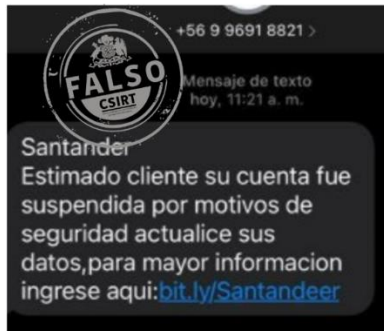 +56 9 9691 8821 >
FALSO
CSIRT
Mensaje de texto
hoy, 11:21 a. m.
Santander
Estimado cliente su cuenta fue
suspendida por motivos de
seguridad actualice sus
datos,para mayor informacion
ingrese aqui:bit.ly/Santandeer